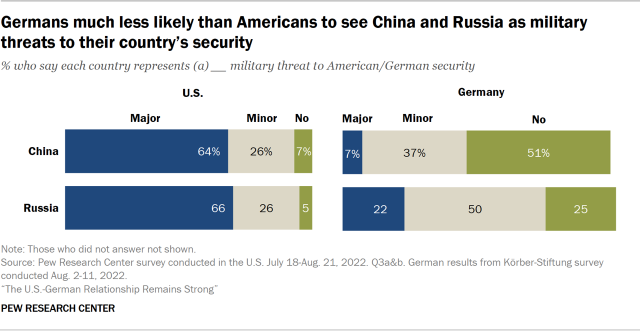 Germans much less likely than Americans to see China and Russia as military
threats to their country's security
% who say each country represents (a) __ military threat to American/German security
U.S.
Germany
Major Minor No
Major Minor No
China 64% 26% 7% 7% 37% 51%
Russia 66 26 5 22 50 25
Note: Those who did not answer not shown.
Source: Pew Research Center survey conducted in the U.S. July 18-Aug. 21, 2022. Q3a&b. German results from Körber-Stiftung survey
conducted Aug. 2-11, 2022.
"The U.S.-German Relationship Remains Strong"
PEW RESEARCH CENTER